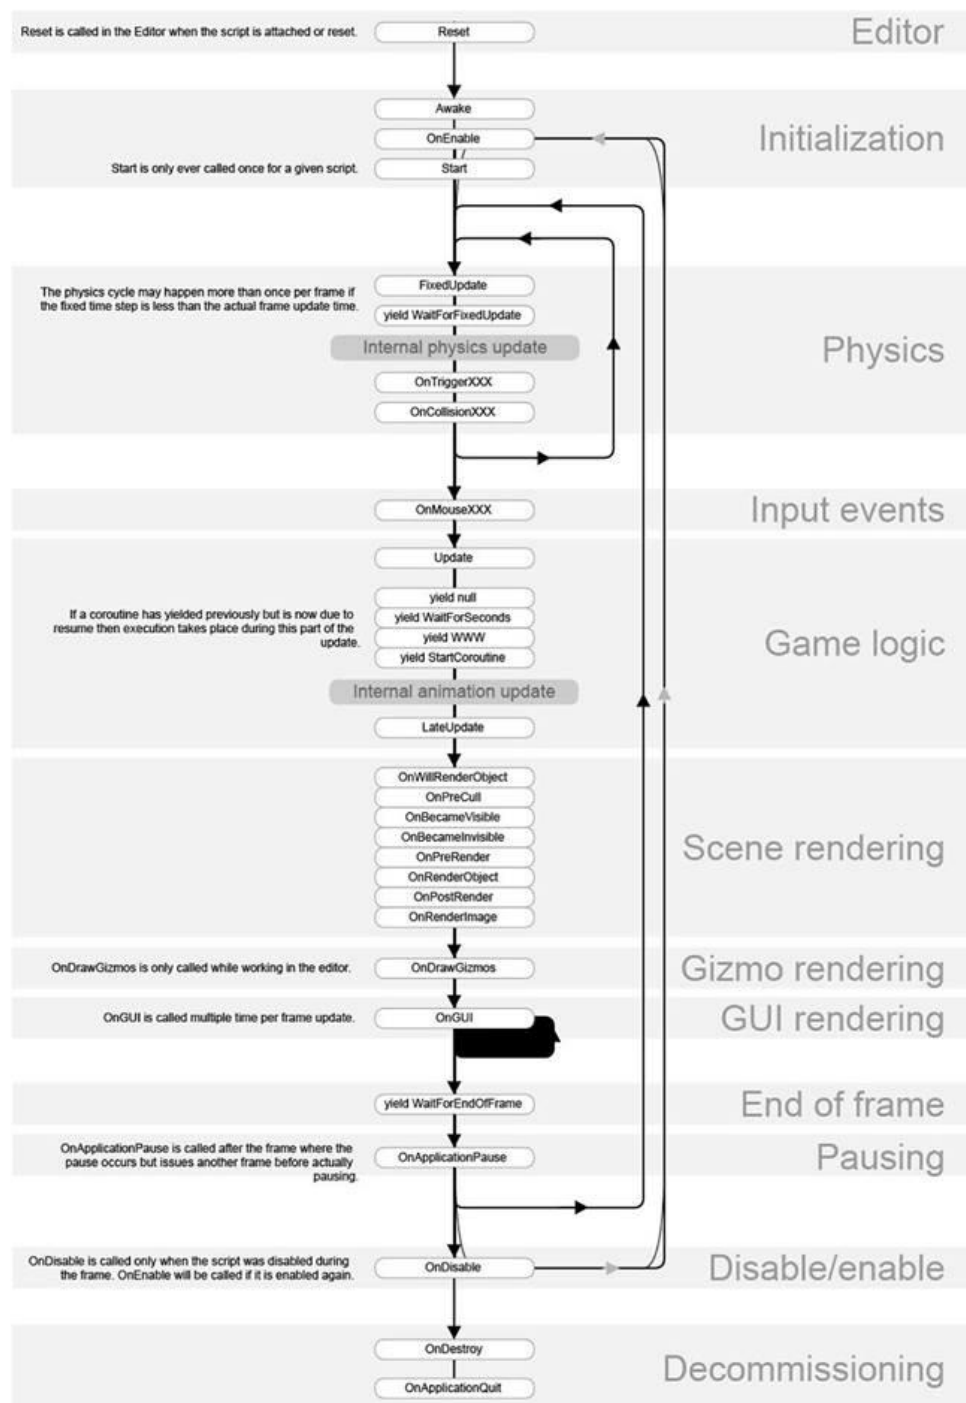 Reset is called in the Editor when the script is attached or reset.
Reset
Editor
Awake
OnEnable
Initialization
Start is only ever called once for a given script.
Start
The physics cycle may happen more than once per frame if
the fixed time step is less than the actual frame update time.
FixedUpdate
yield WaitForFixedUpdate
Internal physics update
Physics
OnTriggerXXX
OnCollisionXXX
OnMouseXXX
Input events
Update
yield null
If a coroutine has yielded previously but is now due to
resume then execution takes place during this part of the
update.
yield WaitForSeconds
yield WWW
yield StartCoroutine
Game logic
Internal animation update
LateUpdate
OnWillRenderObject
OnPreCull
OnBecameVisible
OnBecameInvisible
OnPreRender
OnRenderObject
OnPostRender
OnRenderImage
Scene rendering
OnDrawGizmos is only called while working in the editor.
OnDrawGizmos
Gizmo rendering
OnGUI is called multiple time per frame update.
OnGUI
GUI rendering
yield WaitForEndOfFrame
End of frame
OnApplicationPause is called after the frame where the
pause occurs but issues another frame before actually
pausing.
OnApplicationPause
Pausing
OnDisable is called only when the script was disabled during
the frame. OnEnable will be called if it is enabled again.
OnDisable
Disable/enable
OnDestroy
Decommissioning
OnApplicationQuit